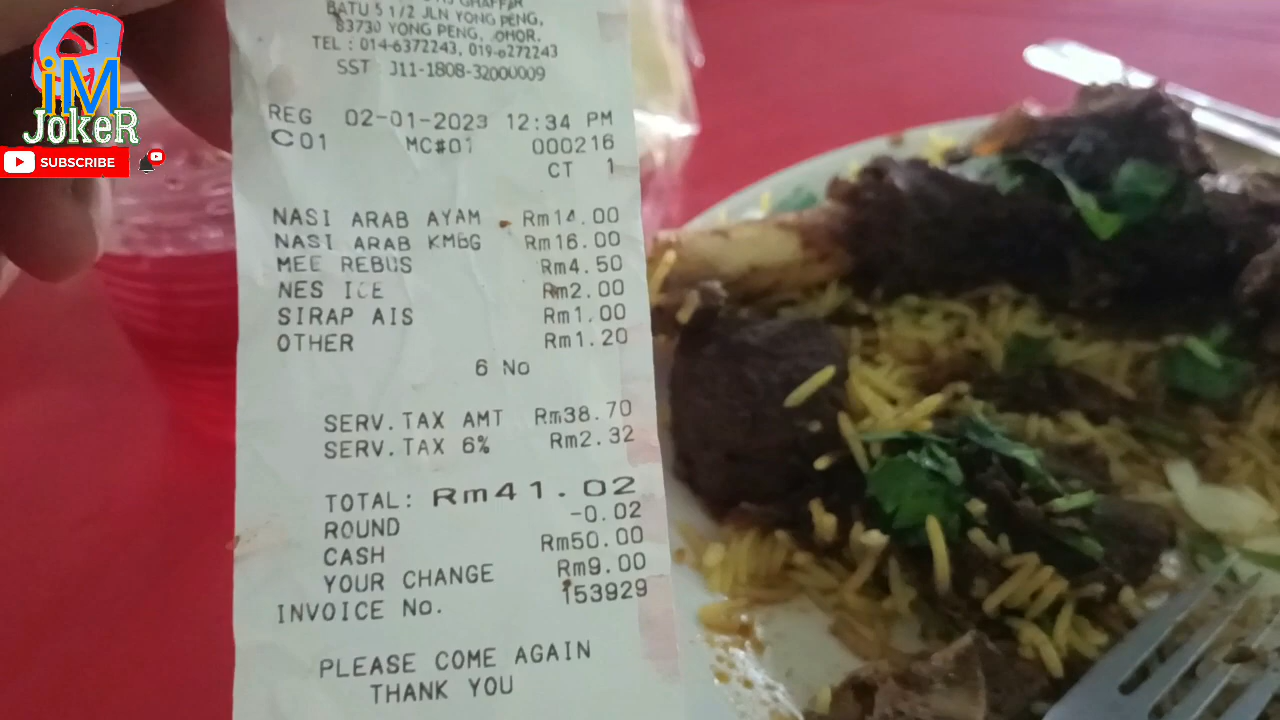 iM
JokeR
SUBSCRIBE
GHAFFAR
BATU 5 1/2 JLN YONG PENG,
83730 YONG PENG, JOHOR.
TEL : 014-6372243, 019-6272243
SST J11-1808-32000009
REG 02-01-2023 12:34 PM
C01 MC#01 000216
CT 1
NASI ARAB AYAM Rm14.00
NASI ARAB KMBG Rm16.00
MEE REBUS Rm4.50
NES ICE Rm2.00
SIRAP AIS Rm1.00
OTHER Rm1.20
6 No
SERV.TAX AMT Rm38.70
SERV.TAX 6% Rm2.32
TOTAL: Rm41.02
ROUND -0.02
CASH Rm50.00
YOUR CHANGE Rm9.00
INVOICE No. 153929
PLEASE COME AGAIN
THANK YOU